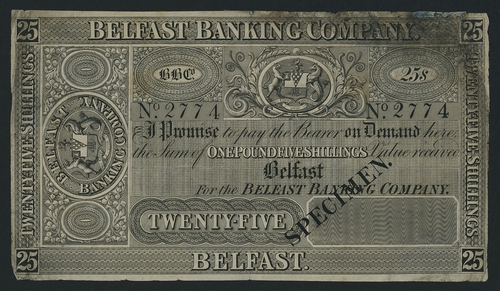 25 BELFAST BANKING COMPANY. 25
TWENTY-FIVE SHILLINGS
BBCo
25s
BELFAST BANKING COMPANY
No. 2774 No. 2774
I Promise to pay the Bearer on Demand here
the Sum of ONE POUND FIVE SHILLINGS Value receive
Belfast
For the BELFAST BANKING COMPANY.
SPECIMEN.
TWENTY-FIVE
TWENTY-FIVE SHILLINGS
25 BELFAST. 25